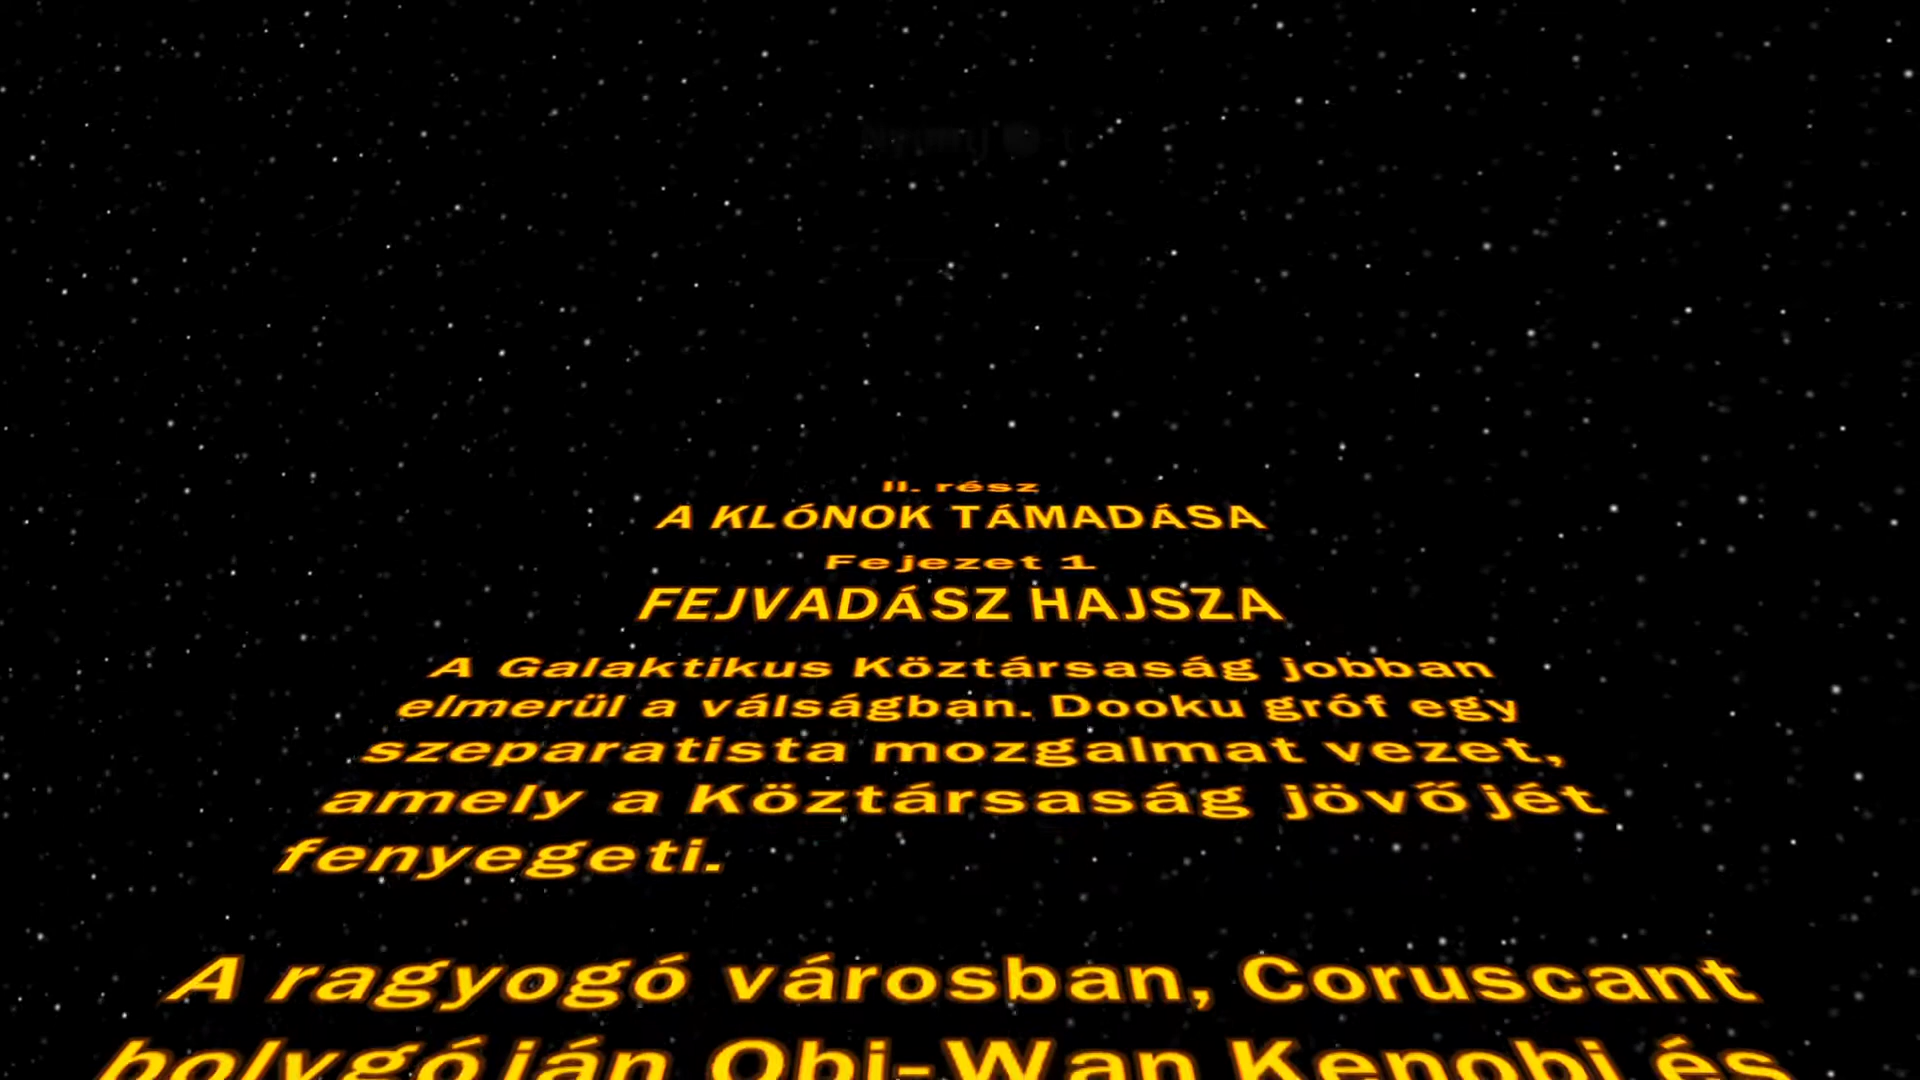 II. rész
A KLÓNOK TÁMADÁSA
Fejezet 1
FEJVADÁSZ HAJSZA
A Galaktikus Köztársaság jobban
elmerül a válságban. Dooku gróf egy
szeparatista mozgalmat vezet,
amely a Köztársaság jövőjét
fenyegeti.
A ragyogó városban, Coruscant
bolygóján Obi-Wan Kenobi és